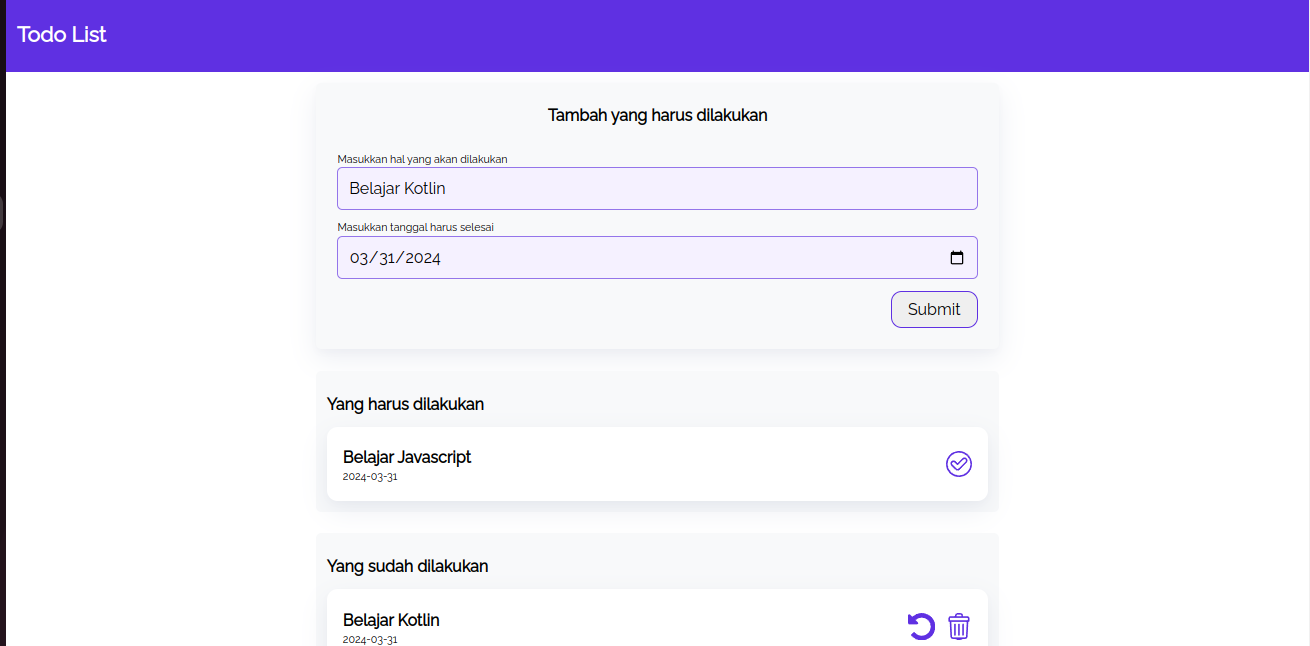 Todo List
Tambah yang harus dilakukan
Masukkan hal yang akan dilakukan
Belajar Kotlin
Masukkan tanggal harus selesai
03/31/2024
Submit
Yang harus dilakukan
Belajar Javascript
2024-03-31
Yang sudah dilakukan
Belajar Kotlin
2024-03-31